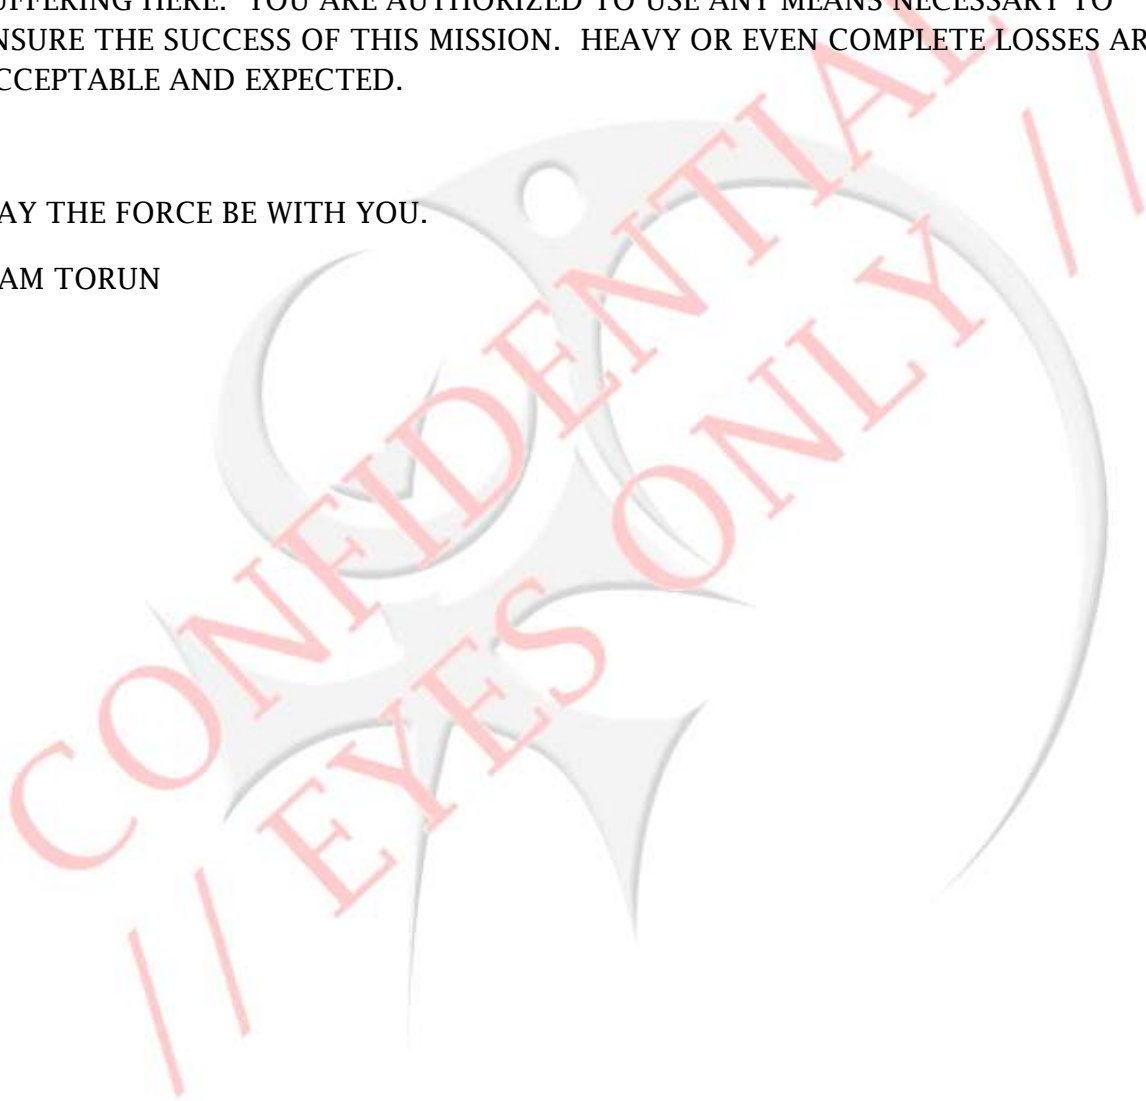 UFFERING HERE. YOU ARE AUTHORIZED TO USE ANY MEANS NECESSARY TO
NSURE THE SUCCESS OF THIS MISSION. HEAVY OR EVEN COMPLETE LOSSES AR
CCEPTABLE AND EXPECTED.
AY THE FORCE BE WITH YOU.
AM TORUN
CONFIDENTIAL //
// EYES ONLY //